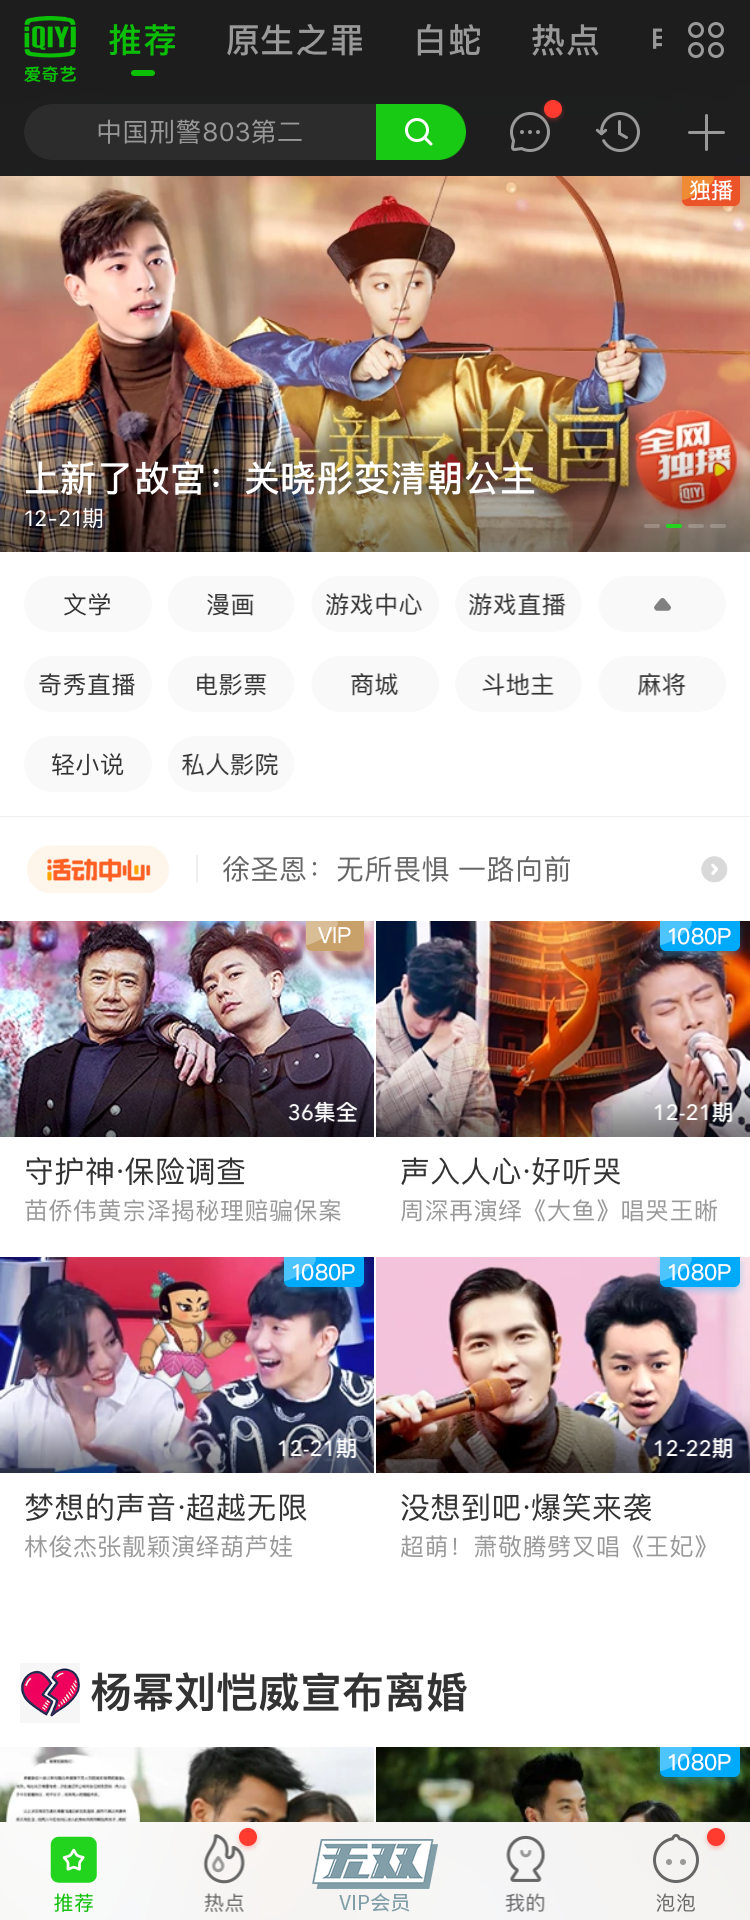 iQIYI
爱奇艺
推荐 原生之罪 白蛇 热点
中国刑警803第二
独播
上新了故宫
全网
独播
iQIYI
上新了故宫：关晓彤变清朝公主
12-21期
文学 漫画 游戏中心 游戏直播
奇秀直播 电影票 商城 斗地主 麻将
轻小说 私人影院
活动中心 徐圣恩：无所畏惧 一路向前
VIP
36集全
1080P
12-21期
守护神·保险调查 声入人心·好听哭
苗侨伟黄宗泽揭秘理赔骗保案 周深再演绎《大鱼》唱哭王晰
1080P
12-21期
1080P
12-22期
梦想的声音·超越无限 没想到吧·爆笑来袭
林俊杰张靓颖演绎葫芦娃 超萌！萧敬腾劈叉唱《王妃》
杨幂刘恺威宣布离婚
1080P
无双
推荐 热点 VIP会员 我的 泡泡